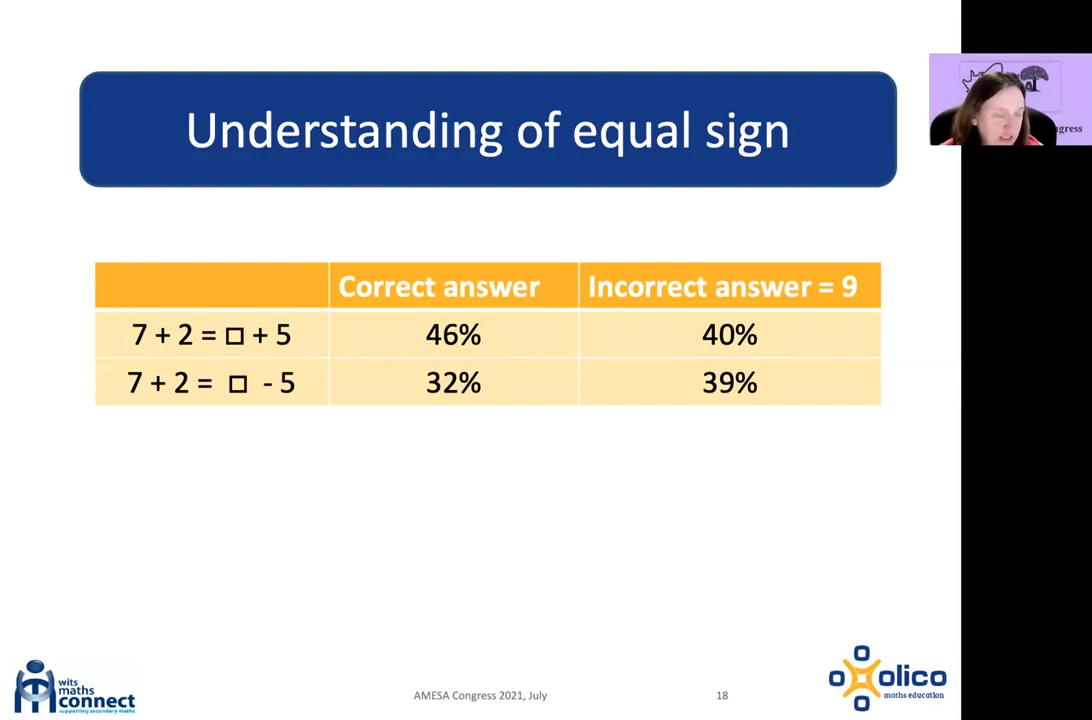 Understanding of equal sign
ngress
Correct answer Incorrect answer = 9
7 + 2 = □ + 5 46% 40%
7 + 2 = □ - 5 32% 39%
wits
maths
connect
supporting secondary maths
AMESA Congress 2021, July 18
olico
maths education